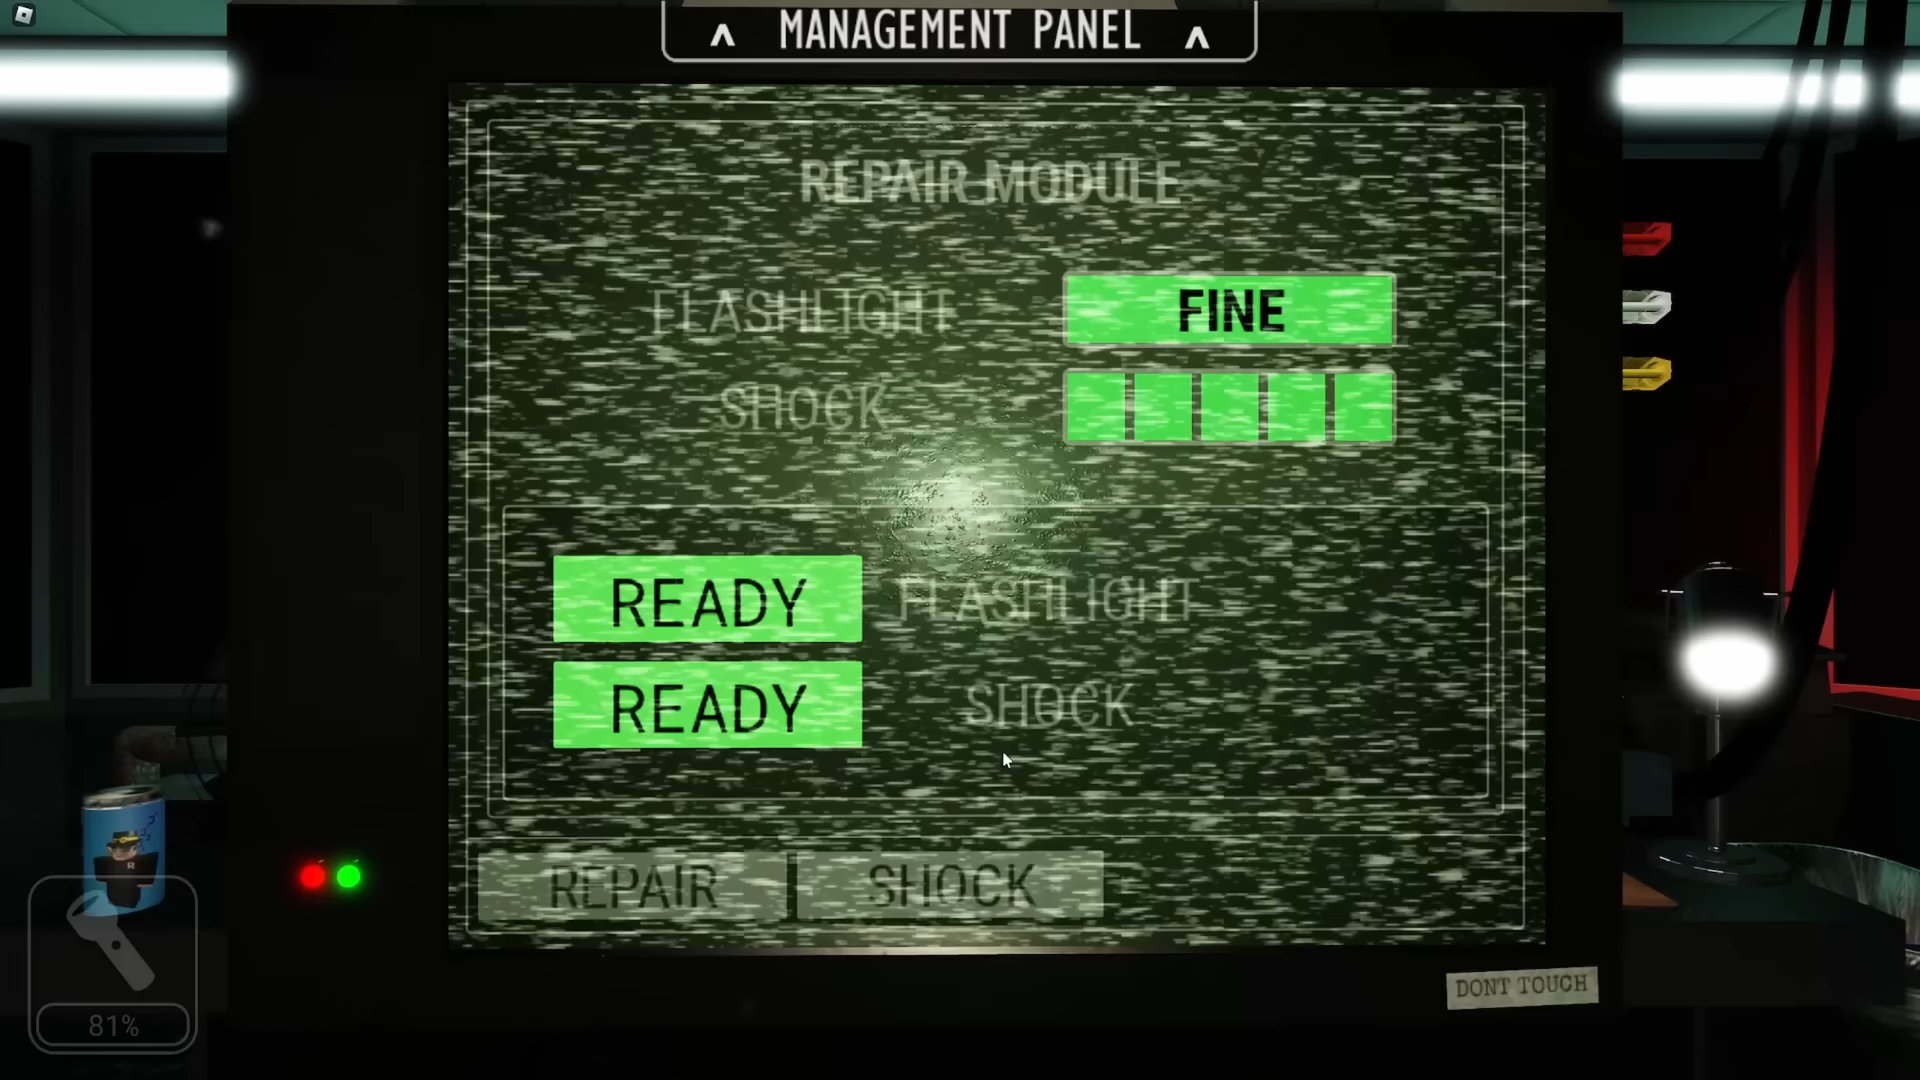 ^ MANAGEMENT PANEL ^
REPAIR MODULE
FLASHLIGHT FINE
SHOCK
READY FLASHLIGHT
READY SHOCK
REPAIR SHOCK
DONT TOUCH
R
81%